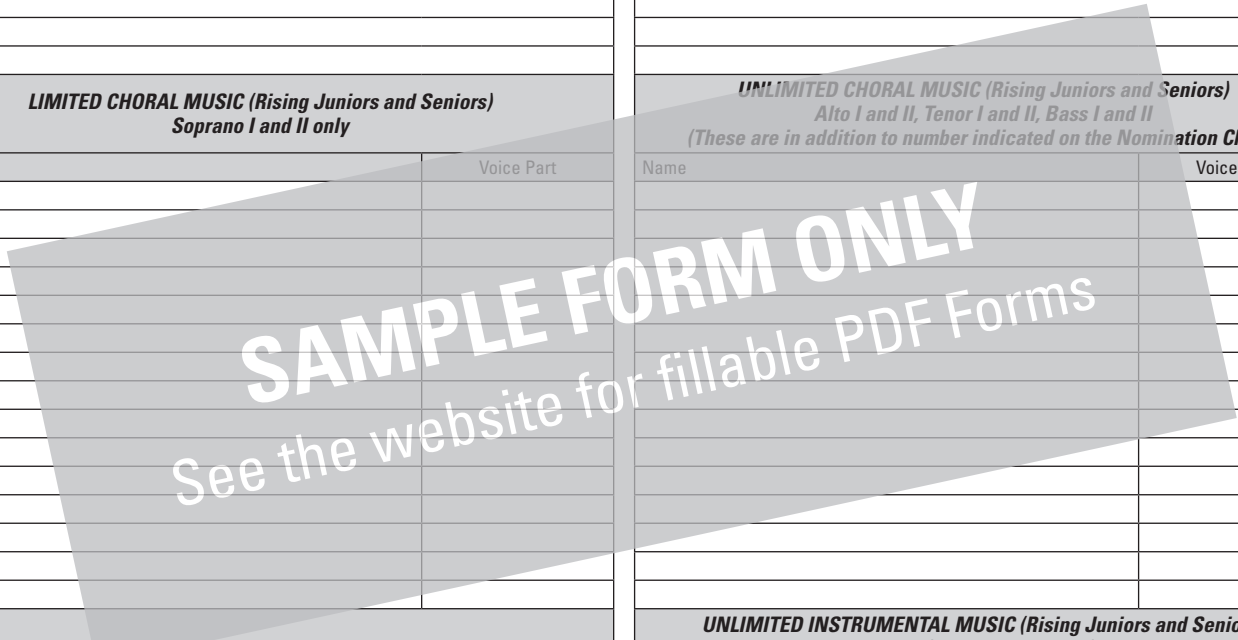 LIMITED CHORAL MUSIC (Rising Juniors and Seniors)
Soprano I and II only
Voice Part
UNLIMITED CHORAL MUSIC (Rising Juniors and Seniors)
Alto I and II, Tenor I and II, Bass I and II
(These are in addition to number indicated on the Nomination
Name
Voice
SAMPLE FORM ONLY
See the website for fillable PDF Forms
UNLIMITED INSTRUMENTAL MUSIC (Rising Juniors and